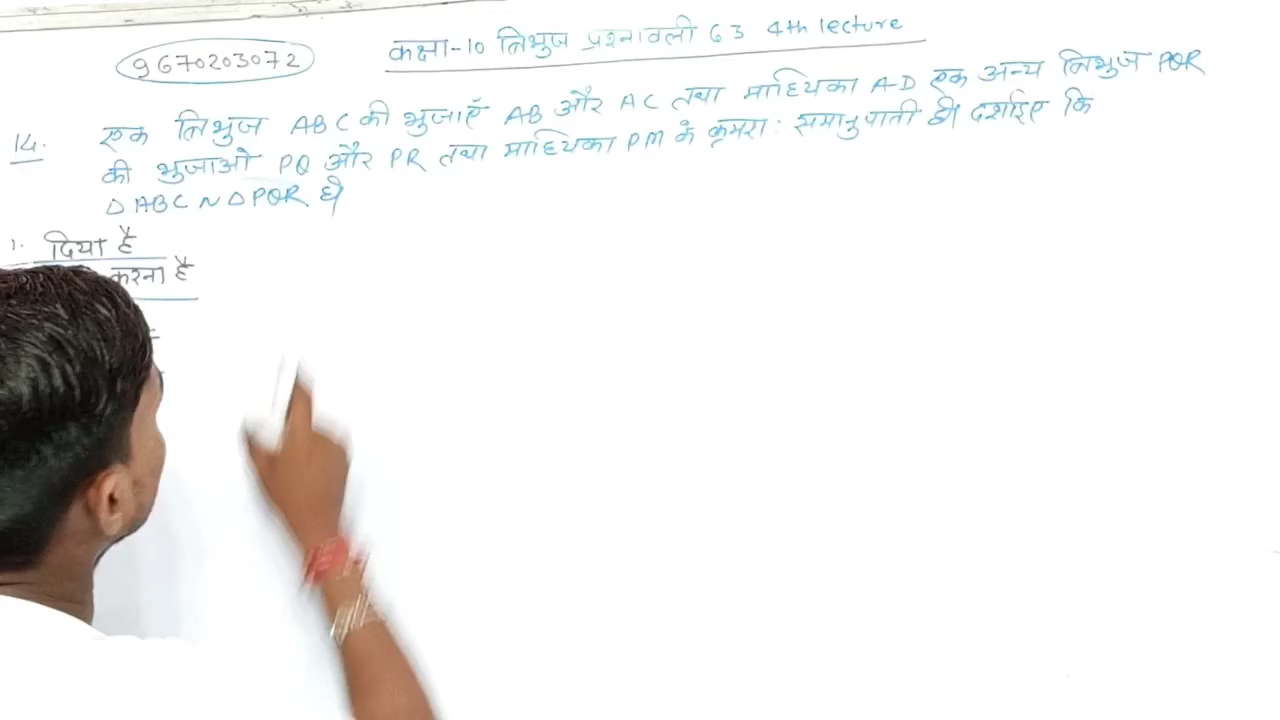 कक्षा-10 त्रिभुज प्रश्नावली 6 3 4th lecture
9670203072
14. एक त्रिभुज ABC की भुजाएँ AB और AC तथा माध्यिका A-D एक अन्य त्रिभुज PQR
की भुजाओ PQ और PR तथा माध्यिका PM के क्रमशः समानुपाती है। दर्शाइए कि
△ ABC ~ △ PQR है
1. दिया है
करना है